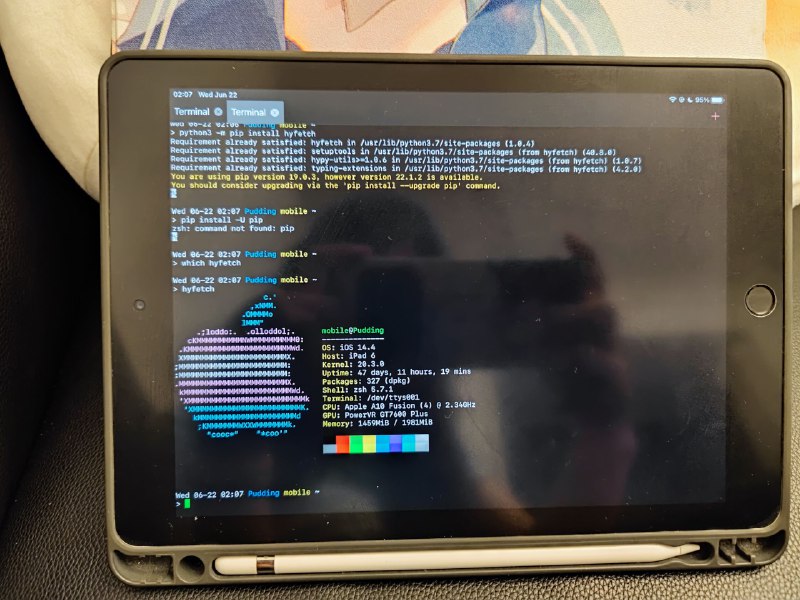 02:07 Wed Jun 22
95%
Terminal Terminal
Wed 06-22 02:06 Pudding mobile ~
> python3 -m pip install hyfetch
Requirement already satisfied: hyfetch in /usr/lib/python3.7/site-packages (1.0.4)
Requirement already satisfied: setuptools in /usr/lib/python3.7/site-packages (from hyfetch) (40.8.0)
Requirement already satisfied: hypy-utils>=1.0.6 in /usr/lib/python3.7/site-packages (from hyfetch) (1.0.7)
Requirement already satisfied: typing-extensions in /usr/lib/python3.7/site-packages (from hyfetch) (4.2.0)
You are using pip version 19.0.3, however version 22.1.2 is available.
You should consider upgrading via the 'pip install --upgrade pip' command.
Wed 06-22 02:07 Pudding mobile ~
> pip install -U pip
zsh: command not found: pip
Wed 06-22 02:07 Pudding mobile ~
> which hyfetch
Wed 06-22 02:07 Pudding mobile ~
> hyfetch
mobile@Pudding
--------------
OS: iOS 14.4
Host: iPad 6
Kernel: 20.3.0
Uptime: 47 days, 11 hours, 19 mins
Packages: 327 (dpkg)
Shell: zsh 5.7.1
Terminal: /dev/ttys001
CPU: Apple A10 Fusion (4) @ 2.34GHz
GPU: PowerVR GT7600 Plus
Memory: 1459MiB / 1981MiB
Wed 06-22 02:07 Pudding mobile ~
>